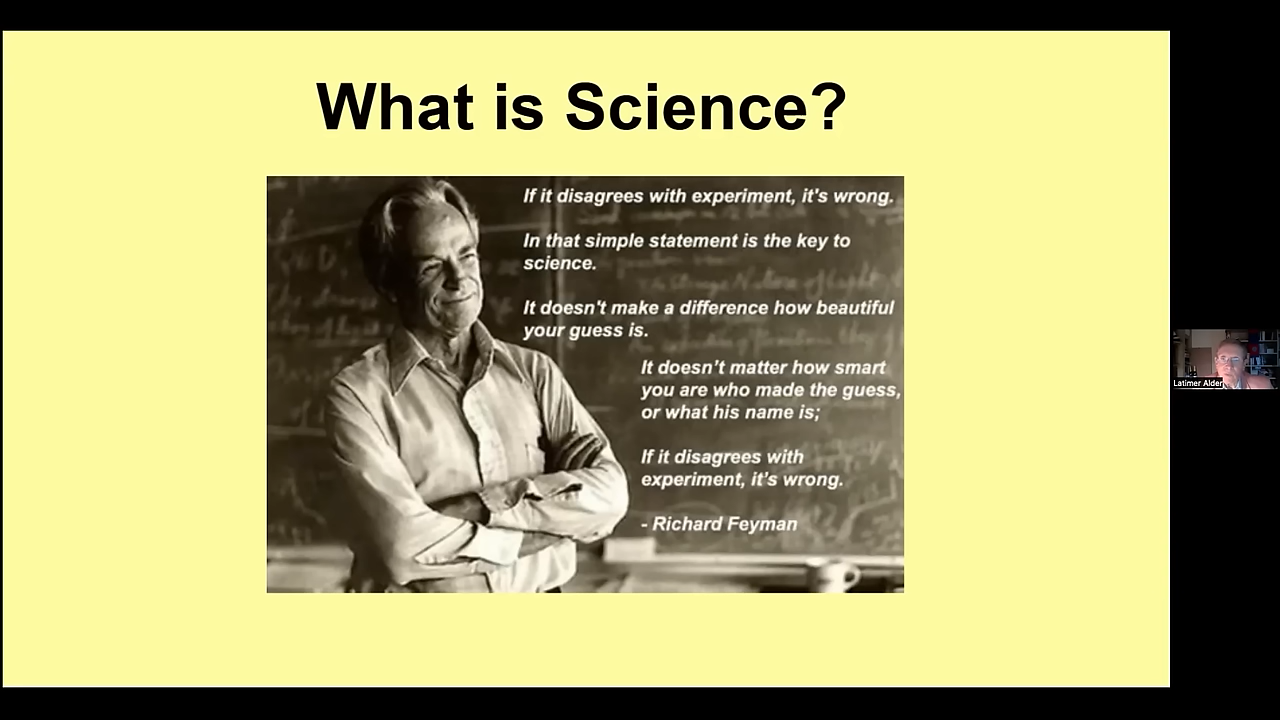 What is Science?
If it disagrees with experiment, it's wrong.
In that simple statement is the key to
science.
It doesn't make a difference how beautiful
your guess is.
It doesn't matter how smart
you are who made the guess,
or what his name is;
If it disagrees with
experiment, it's wrong.
- Richard Feyman
Latimer Alder